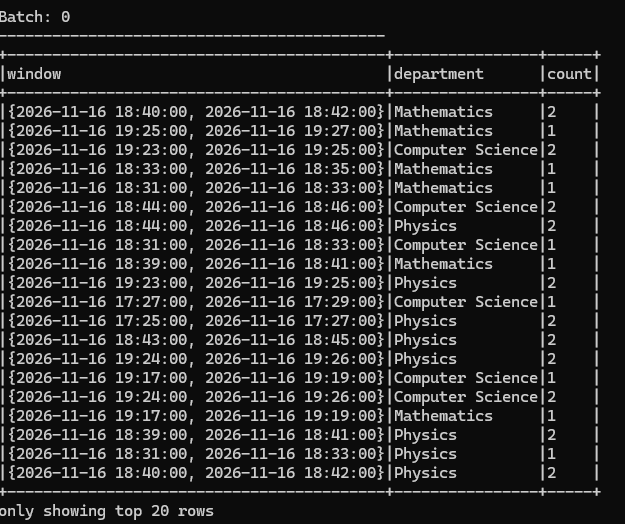 Batch: 0
-------------------------------------------
+------------------------------------------+----------------+-----+
|window                                    |department      |count|
+------------------------------------------+----------------+-----+
|{2026-11-16 18:40:00, 2026-11-16 18:42:00}|Mathematics     |2    |
|{2026-11-16 19:25:00, 2026-11-16 19:27:00}|Mathematics     |1    |
|{2026-11-16 19:23:00, 2026-11-16 19:25:00}|Computer Science|2    |
|{2026-11-16 18:33:00, 2026-11-16 18:35:00}|Mathematics     |1    |
|{2026-11-16 18:31:00, 2026-11-16 18:33:00}|Mathematics     |1    |
|{2026-11-16 18:44:00, 2026-11-16 18:46:00}|Computer Science|2    |
|{2026-11-16 18:44:00, 2026-11-16 18:46:00}|Physics         |2    |
|{2026-11-16 18:31:00, 2026-11-16 18:33:00}|Computer Science|1    |
|{2026-11-16 18:39:00, 2026-11-16 18:41:00}|Mathematics     |1    |
|{2026-11-16 19:23:00, 2026-11-16 19:25:00}|Physics         |2    |
|{2026-11-16 17:27:00, 2026-11-16 17:29:00}|Computer Science|1    |
|{2026-11-16 17:25:00, 2026-11-16 17:27:00}|Physics         |2    |
|{2026-11-16 18:43:00, 2026-11-16 18:45:00}|Physics         |2    |
|{2026-11-16 19:24:00, 2026-11-16 19:26:00}|Physics         |2    |
|{2026-11-16 19:17:00, 2026-11-16 19:19:00}|Computer Science|1    |
|{2026-11-16 19:24:00, 2026-11-16 19:26:00}|Computer Science|2    |
|{2026-11-16 19:17:00, 2026-11-16 19:19:00}|Mathematics     |1    |
|{2026-11-16 18:39:00, 2026-11-16 18:41:00}|Physics         |2    |
|{2026-11-16 18:31:00, 2026-11-16 18:33:00}|Physics         |1    |
|{2026-11-16 18:40:00, 2026-11-16 18:42:00}|Physics         |2    |
+------------------------------------------+----------------+-----+
only showing top 20 rows